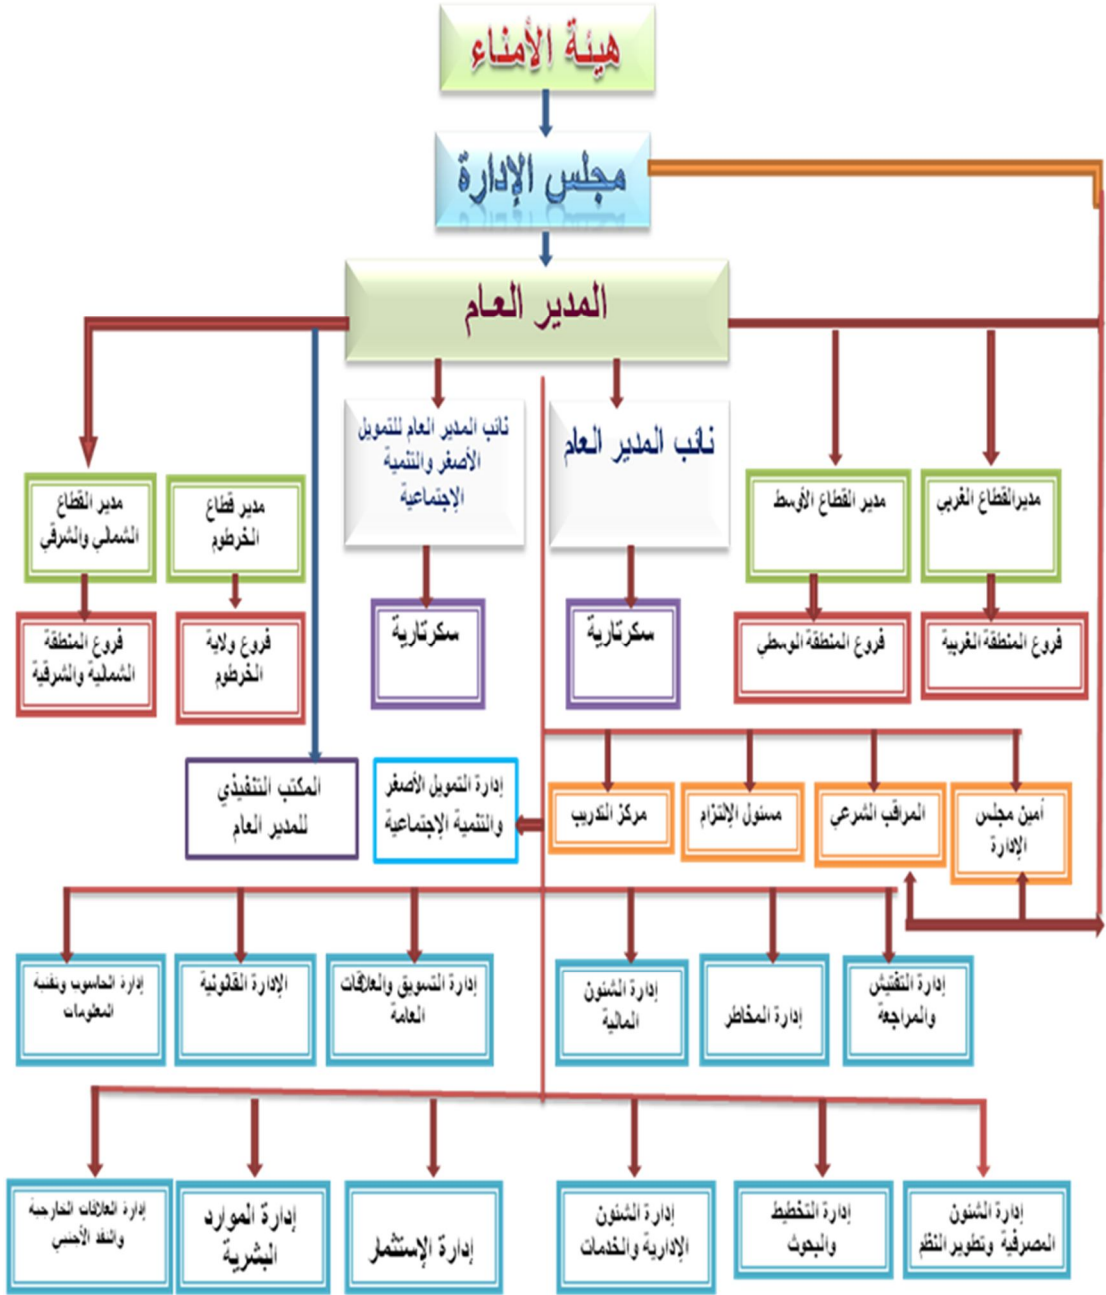 هيئة الأمناء
مجلس الإدارة
المدير العام
نائب المدير العام
نائب المدير العام للتمويل
الأصغر والتنمية
الإجتماعية
مديرالقطاع الغربي
مدير القطاع الأوسط
مدير قطاع
الخرطوم
مدير القطاع
الشمالي والشرقي
فروع المنطقة الغربية
فروع المنطقة الوسطي
سكرتارية
سكرتارية
فروع ولاية
الخرطوم
فروع المنطقة
الشمالية والشرقية
أمين مجلس
الإدارة
المراقب الشرعي
مسئول الإلتزام
مركز التدريب
إدارة التمويل الأصغر
والتنمية الإجتماعية
المكتب التنفيذي
للمدير العام
إدارة التفتيش
والمراجعة
إدارة المخاطر
إدارة الشئون
المالية
إدارة التسويق والعلاقات
العامة
الإدارة القانونية
إدارة الحاسوب وتقنية
المعلومات
إدارة الشئون
المصرفية وتطوير النظم
إدارة التخطيط
والبحوث
إدارة الشئون
الإدارية والخدمات
إدارة الإستثمار
إدارة الموارد
البشرية
إدارة العلاقات الخارجية
والنقد الأجنبي